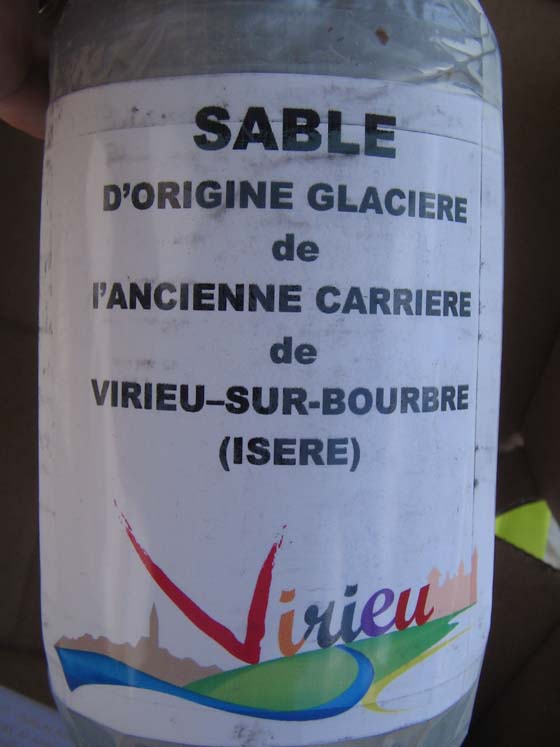 SABLE
D'ORIGINE GLACIERE
de
l'ANCIENNE CARRIERE
de
VIRIEU–SUR-BOURBRE
(ISERE)
Virieu